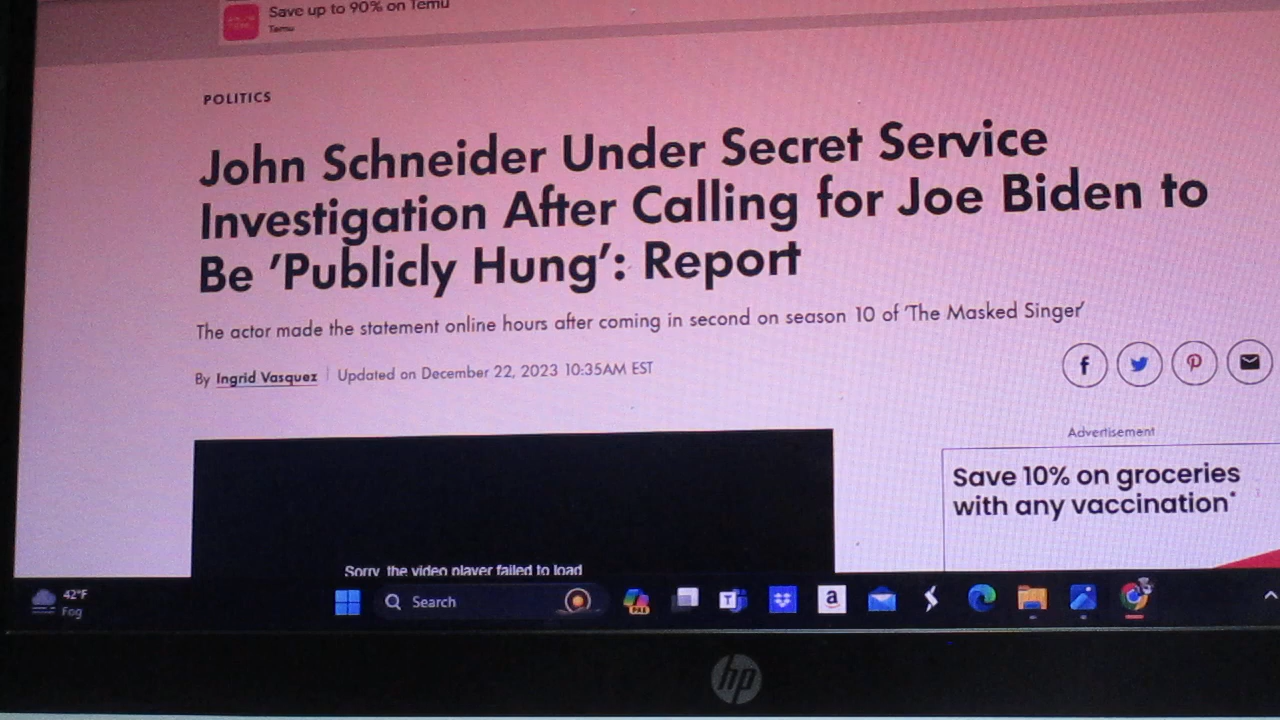 Save up to 90% on Temu
Temu
POLITICS
John Schneider Under Secret Service
Investigation After Calling for Joe Biden to
Be 'Publicly Hung': Report
The actor made the statement online hours after coming in second on season 10 of 'The Masked Singer'
By Ingrid Vasquez | Updated on December 22, 2023 10:35AM EST
Advertisement
Save 10% on groceries
with any vaccination*
Sorry, the video player failed to load
42°F
Fog
Search
hp